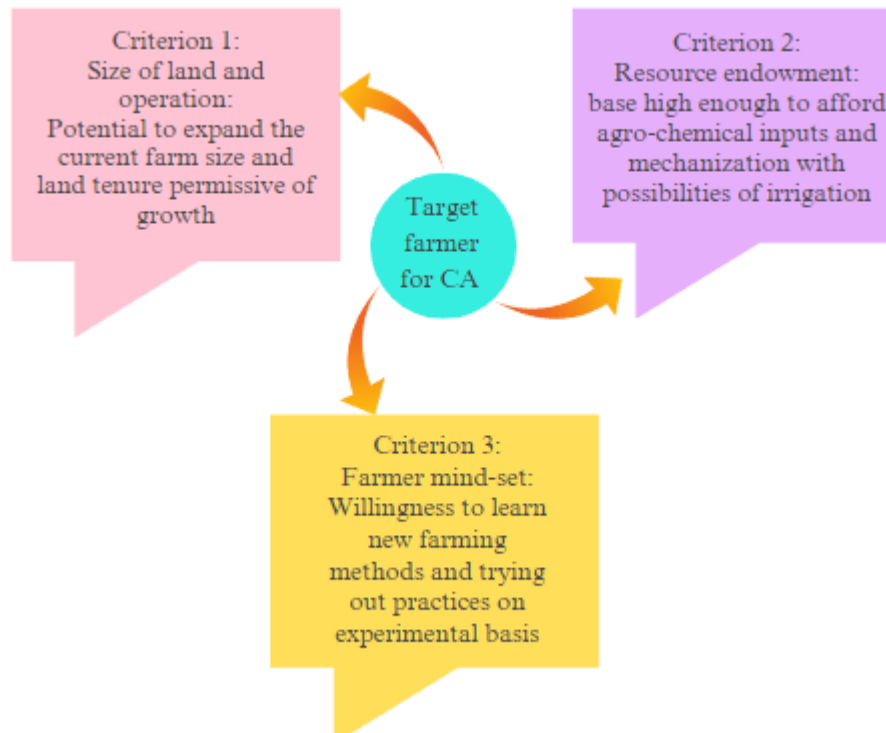 Criterion 1:
Size of land and
operation:
Potential to expand the
current farm size and
land tenure permissive of
growth
Criterion 2:
Resource endowment:
base high enough to afford
agro-chemical inputs and
mechanization with
possibilities of irrigation
Target
farmer
for CA
Criterion 3:
Farmer mind-set:
Willingness to learn
new farming
methods and trying
out practices on
experimental basis